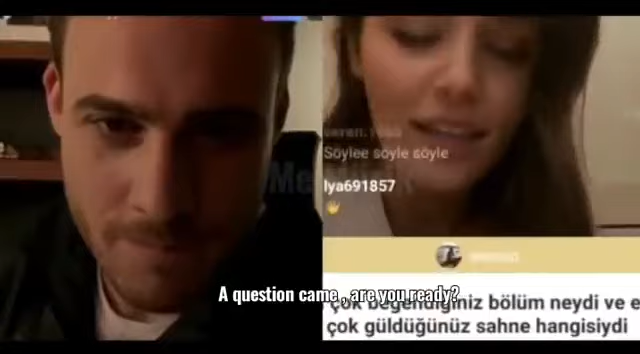 Söylee söyle söyle
lya691857
A question came , are you ready?
çok beğendiğiniz bölüm neydi ve e
çok güldüğünüz sahne hangisiydi